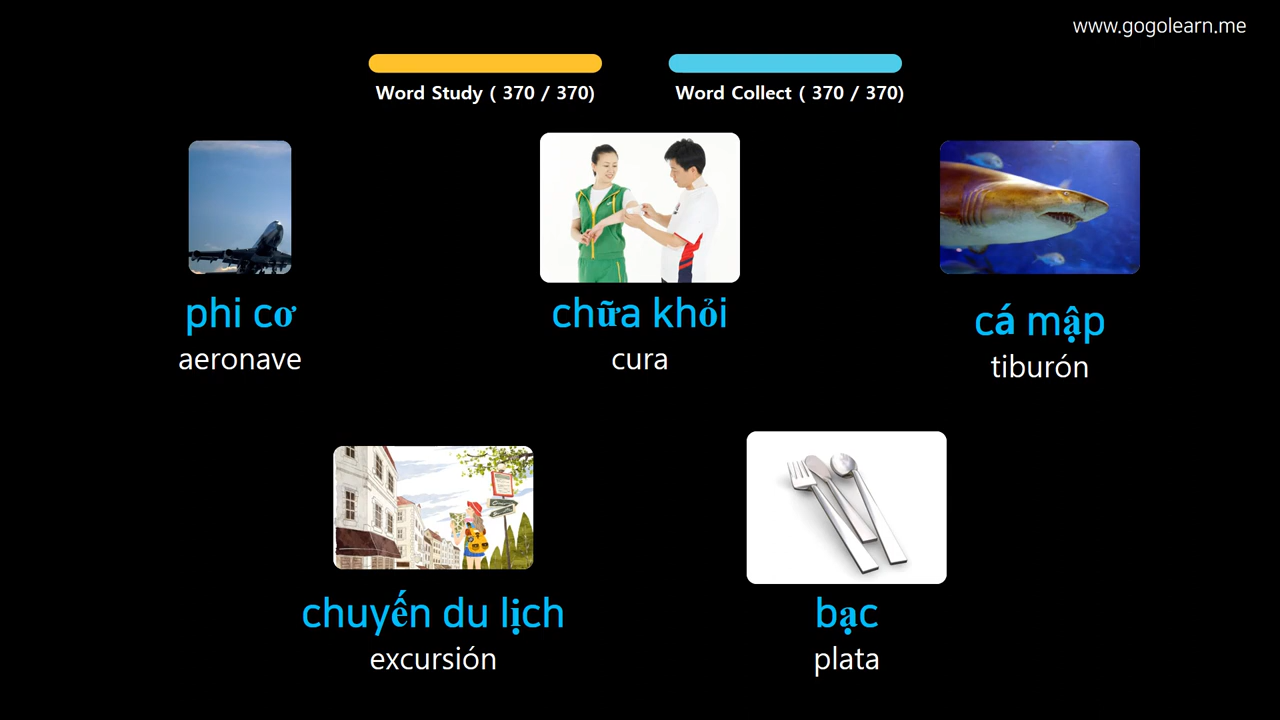 www.gogolearn.me
Word Study ( 370 / 370)
Word Collect ( 370 / 370)
phi cơ
aeronave
chữa khỏi
cura
cá mập
tiburón
chuyến du lịch
excursión
bạc
plata